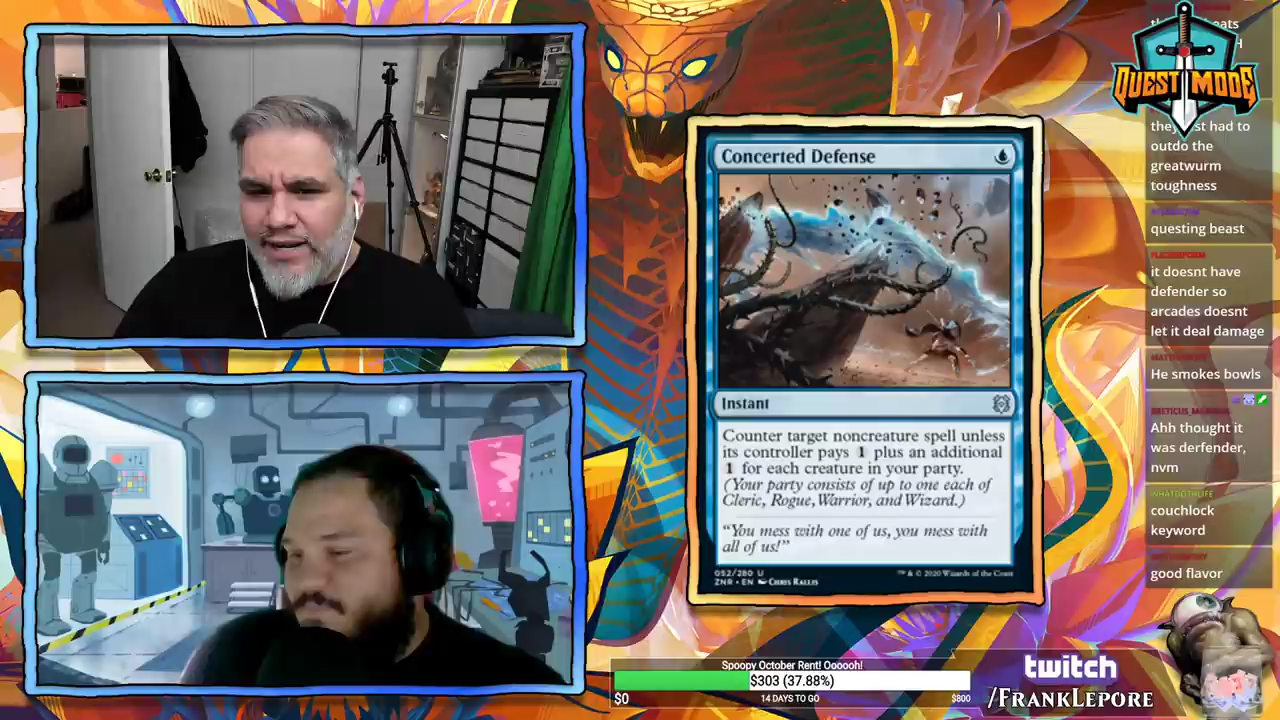 Concerted Defense
Instant
Counter target noncreature spell unless
its controller pays 1 plus an additional
1 for each creature in your party.
(Your party consists of up to one each of
Cleric, Rogue, Warrior, and Wizard.)
“You mess with one of us, you mess with
all of us!”
052/280 U
ZNR • EN CHRIS RALLIS
™ & © 2020 Wizards of the Coast
QUEST MODE
outdo the
greatwurm
toughness
questing beast
it doesnt have
defender so
arcades doesnt
let it deal damage
He smokes bowls
Ahh thought it
was defender,
nvm
WHATDOTHLIFE
couchlock
keyword
good flavor
Spoopy October Rent! Oooooh!
$303 (37.88%)
$0
14 DAYS TO GO
$800
twitch
/FRANKLEPORE